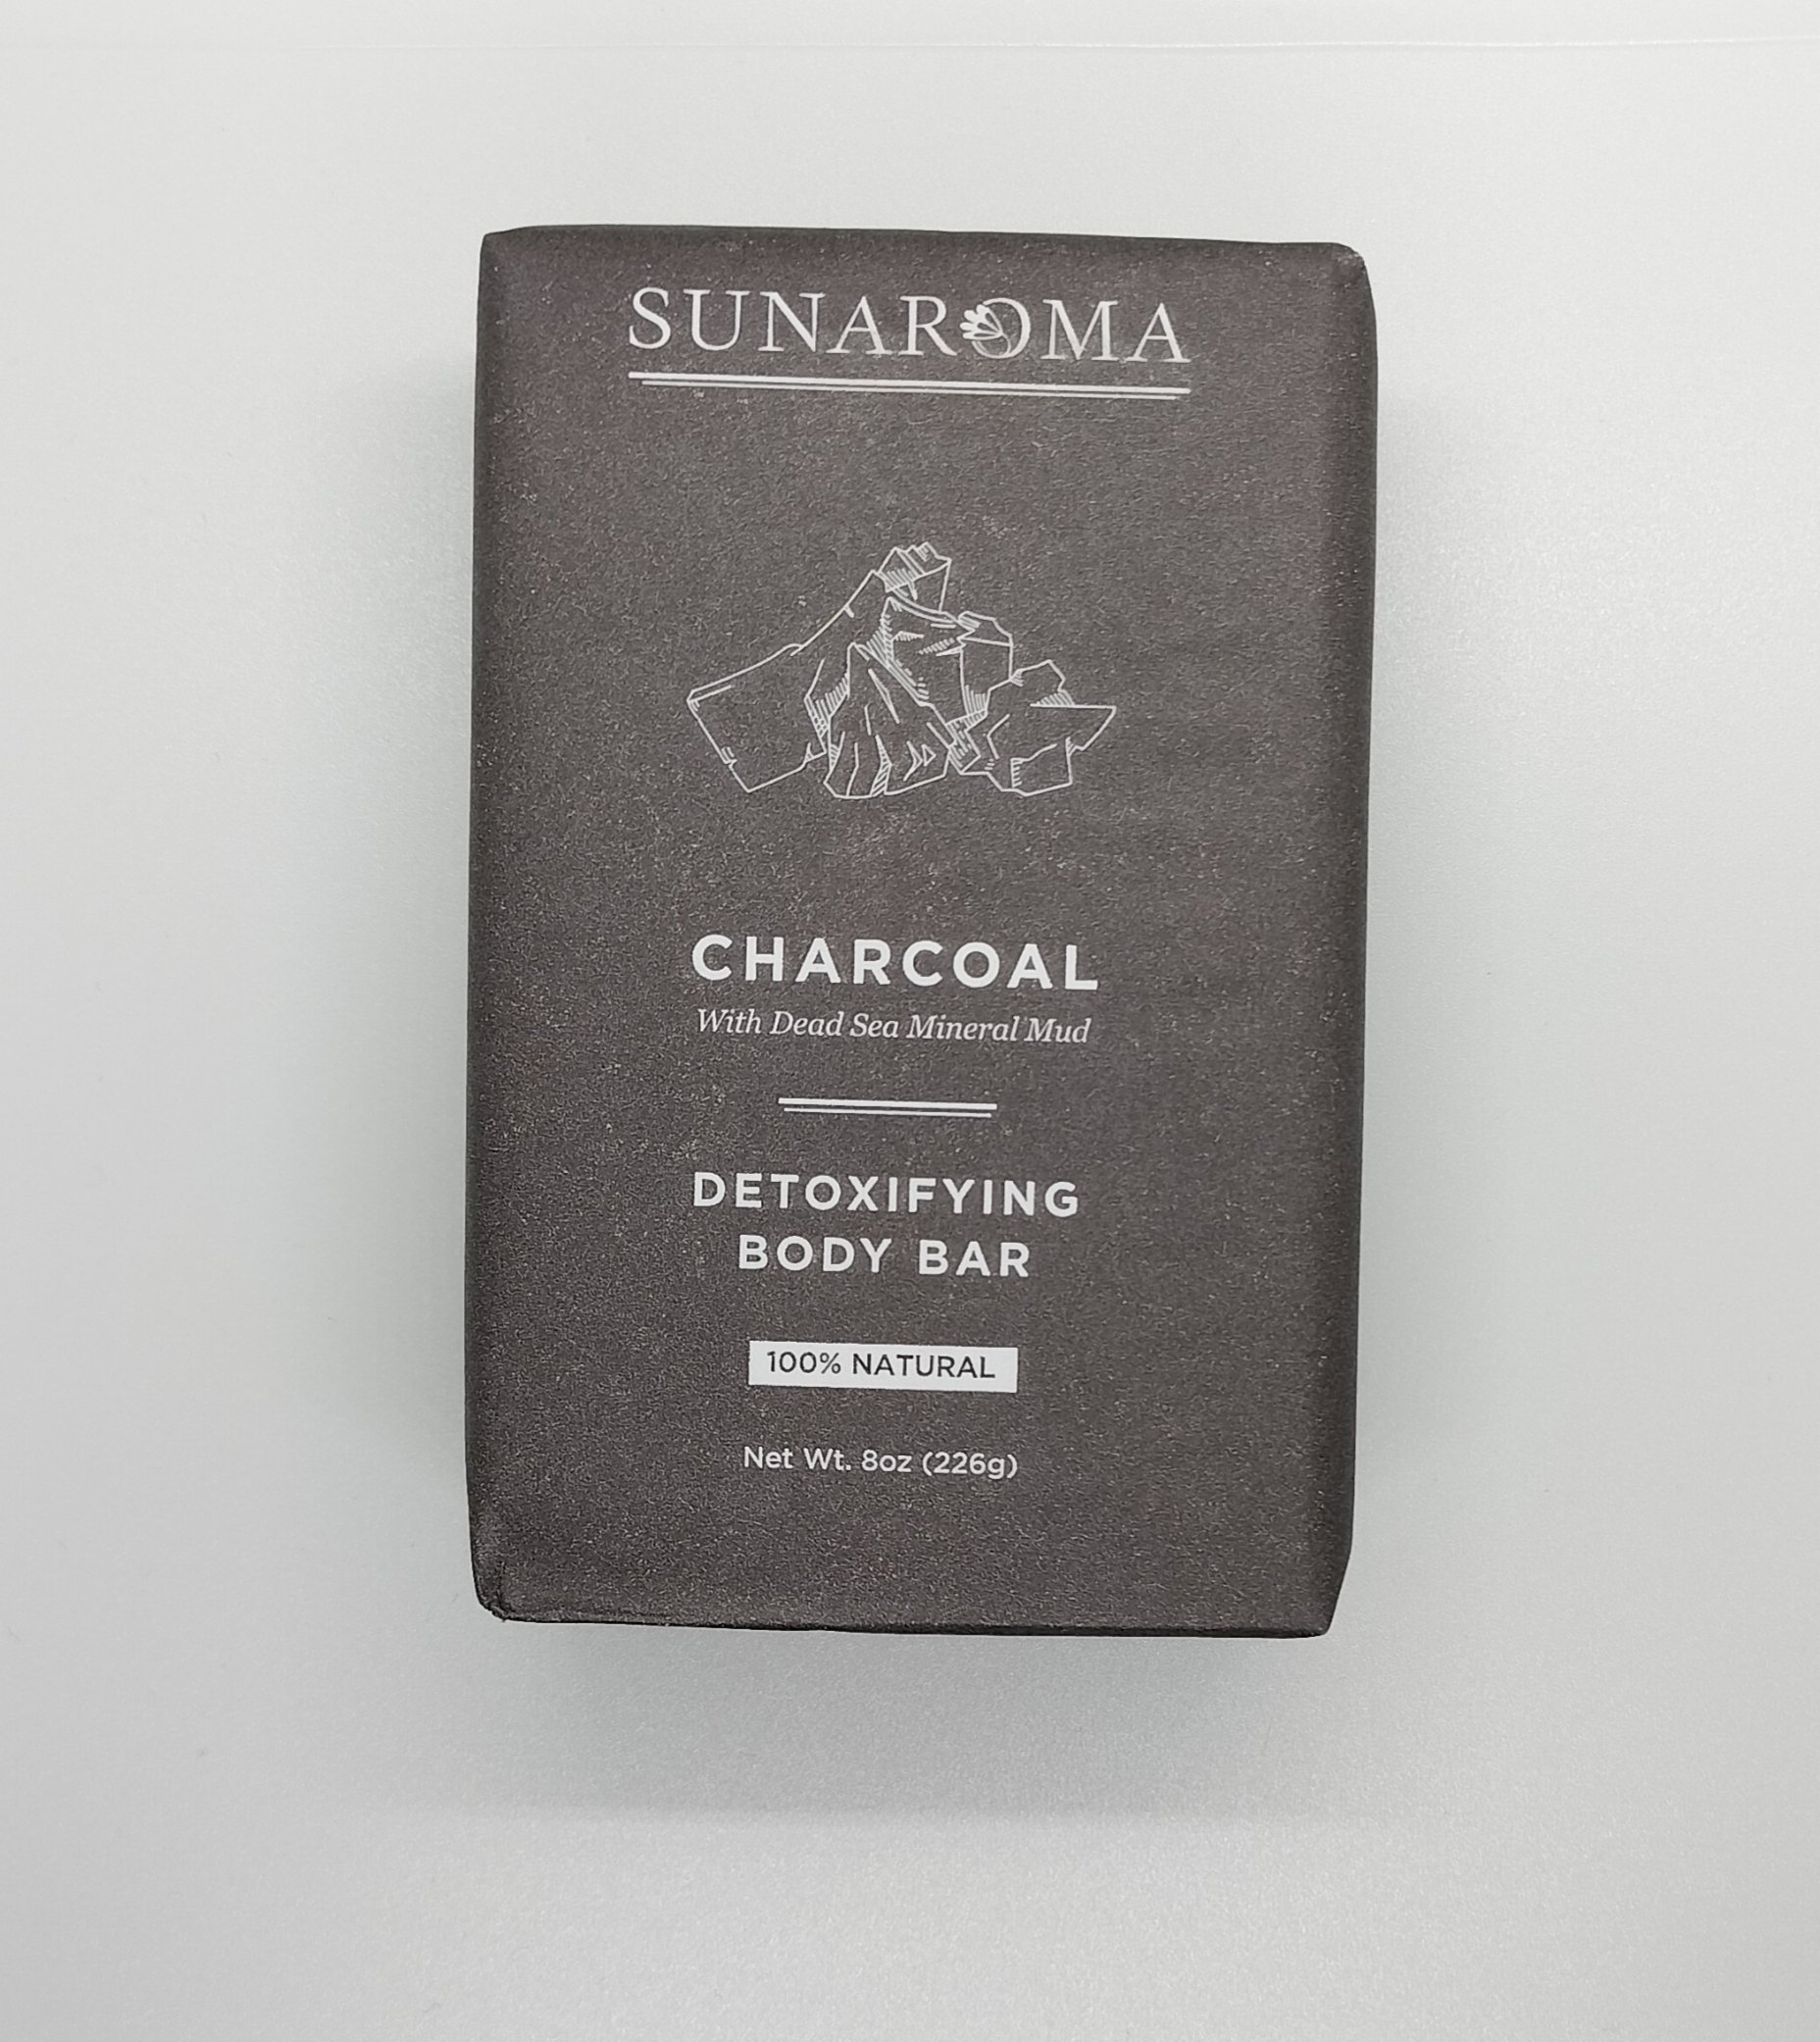 SUNAROMA
CHARCOAL
With Dead Sea Mineral Mud
DETOXIFYING
BODY BAR
100% NATURAL
Net Wt. 8oz (226g)